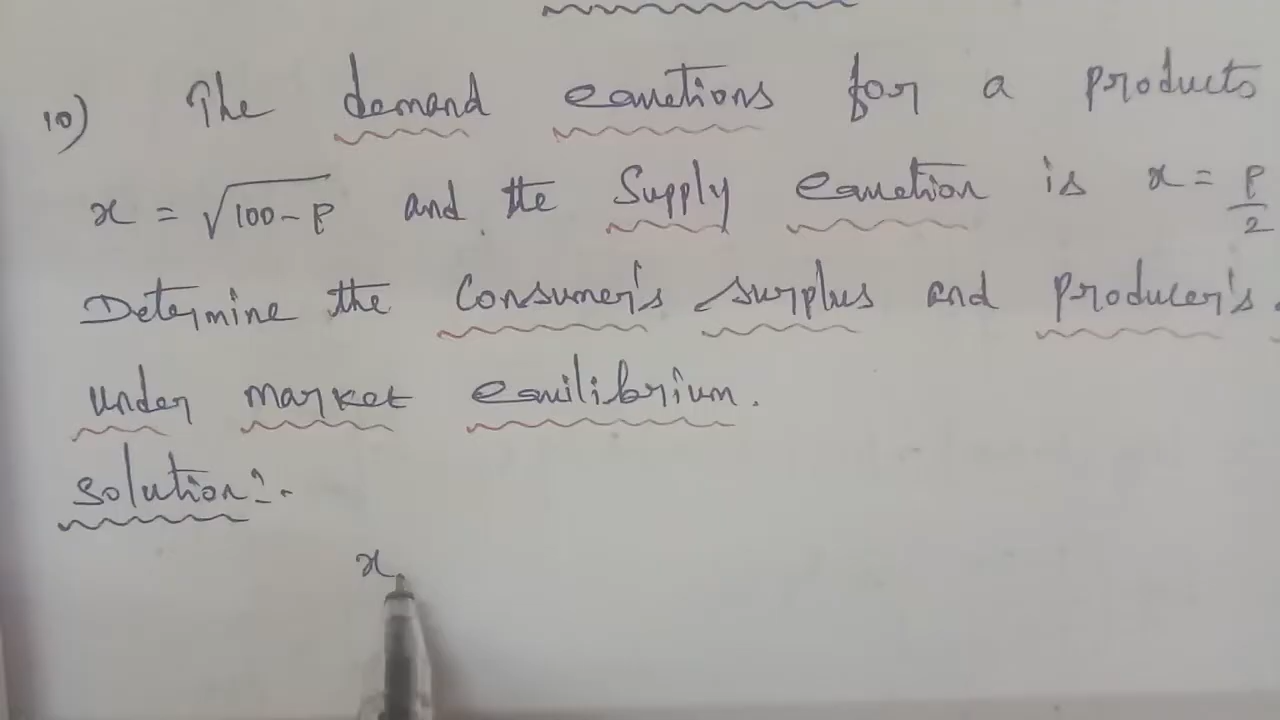 10) The demand equations for a products
x = √100-P and the Supply equation is x = P/2
Determine the Consumer's surplus and producer's
under market equilibrium.
Solution:-
x